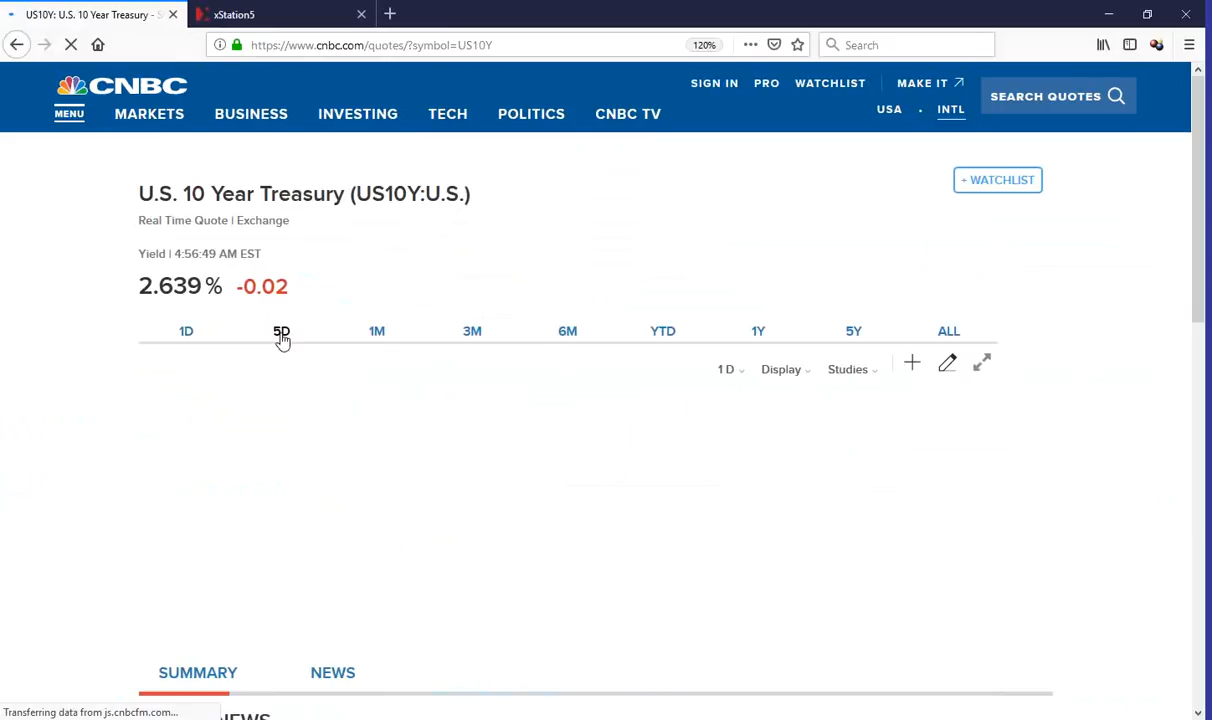 US10Y: U.S. 10 Year Treasury -
xStation5
https://www.cnbc.com/quotes/?symbol=US10Y
120%
Search
CNBC
SIGN IN PRO WATCHLIST MAKE IT
USA • INTL
SEARCH QUOTES
MENU MARKETS BUSINESS INVESTING TECH POLITICS CNBC TV
U.S. 10 Year Treasury (US10Y:U.S.)
+ WATCHLIST
Real Time Quote | Exchange
Yield | 4:56:49 AM EST
2.639 % -0.02
1D 5D 1M 3M 6M YTD 1Y 5Y ALL
1 D Display Studies
SUMMARY NEWS
Transferring data from js.cnbcfm.com...